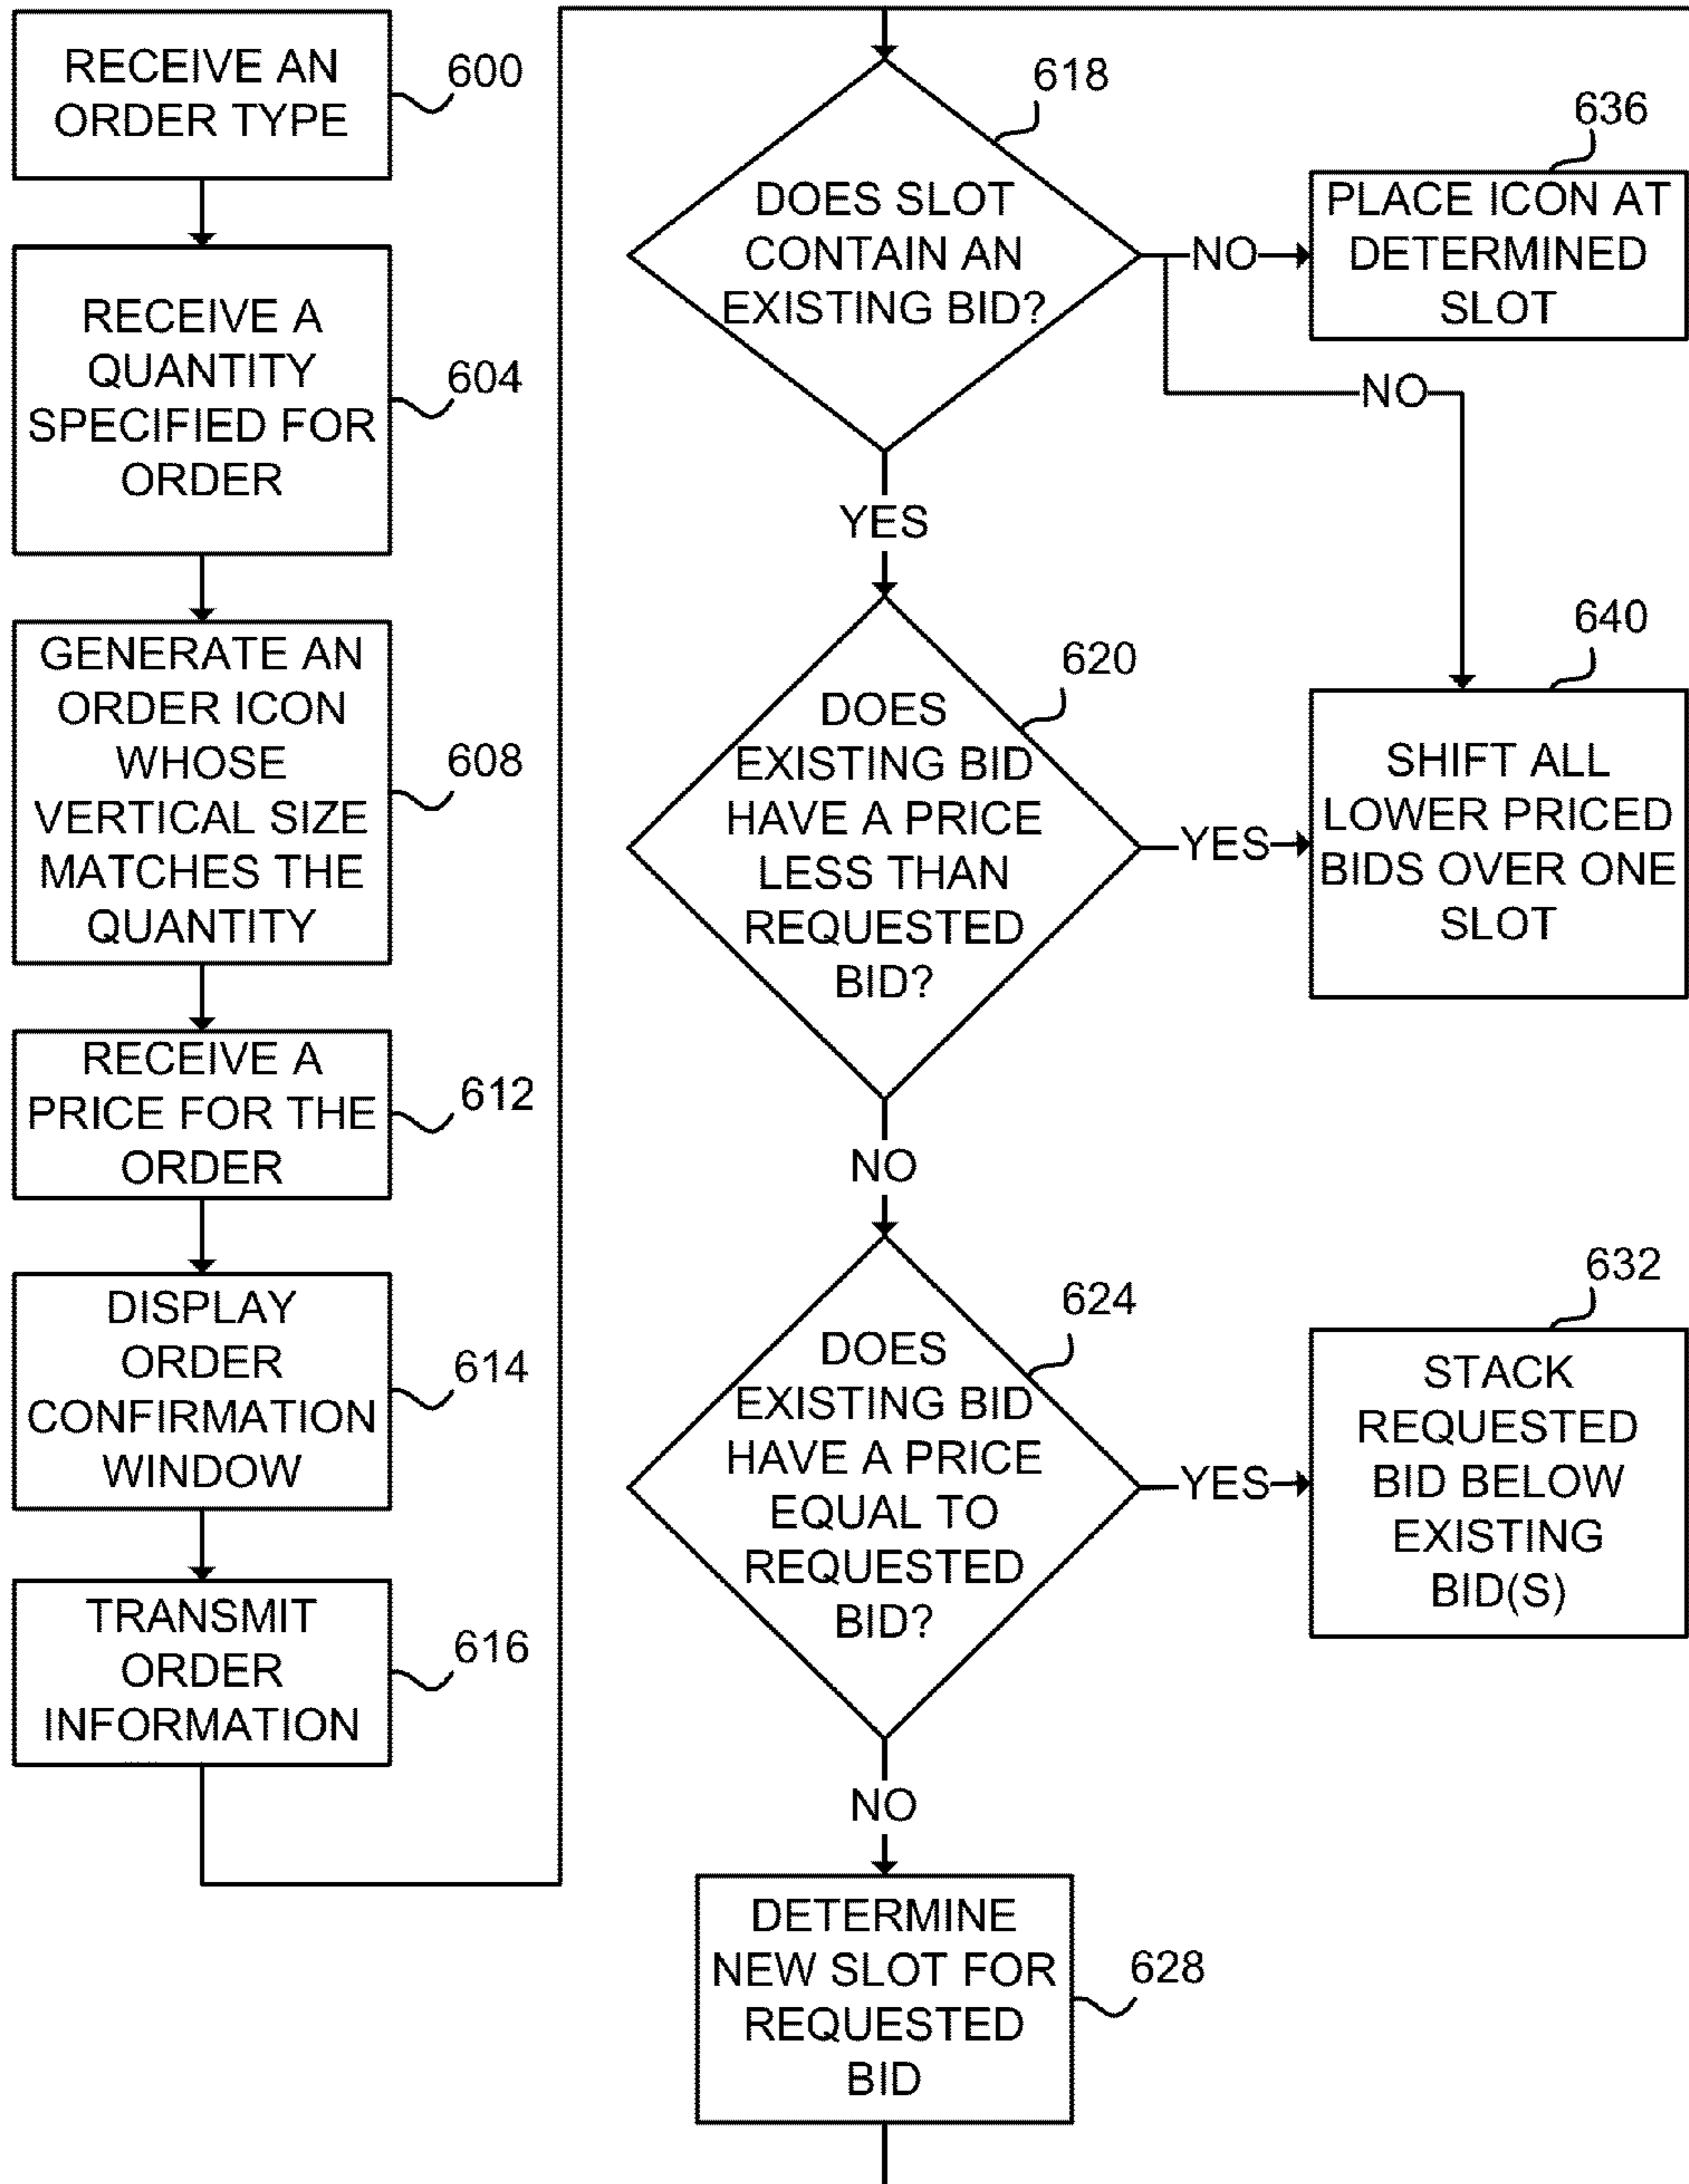 RECEIVE AN
ORDER TYPE
600
RECEIVE A
QUANTITY
SPECIFIED FOR
ORDER
604
GENERATE AN
ORDER ICON
WHOSE
VERTICAL SIZE
MATCHES THE
QUANTITY
608
RECEIVE A
PRICE FOR THE
ORDER
612
DISPLAY
ORDER
CONFIRMATION
WINDOW
614
TRANSMIT
ORDER
INFORMATION
616
618
DOES SLOT
CONTAIN AN
EXISTING BID?
NO
636
PLACE ICON AT
DETERMINED
SLOT
NO
YES
620
DOES
EXISTING BID
HAVE A PRICE
LESS THAN
REQUESTED
BID?
YES
640
SHIFT ALL
LOWER PRICED
BIDS OVER ONE
SLOT
NO
624
DOES
EXISTING BID
HAVE A PRICE
EQUAL TO
REQUESTED
BID?
YES
632
STACK
REQUESTED
BID BELOW
EXISTING
BID(S)
NO
DETERMINE
NEW SLOT FOR
REQUESTED
BID
628